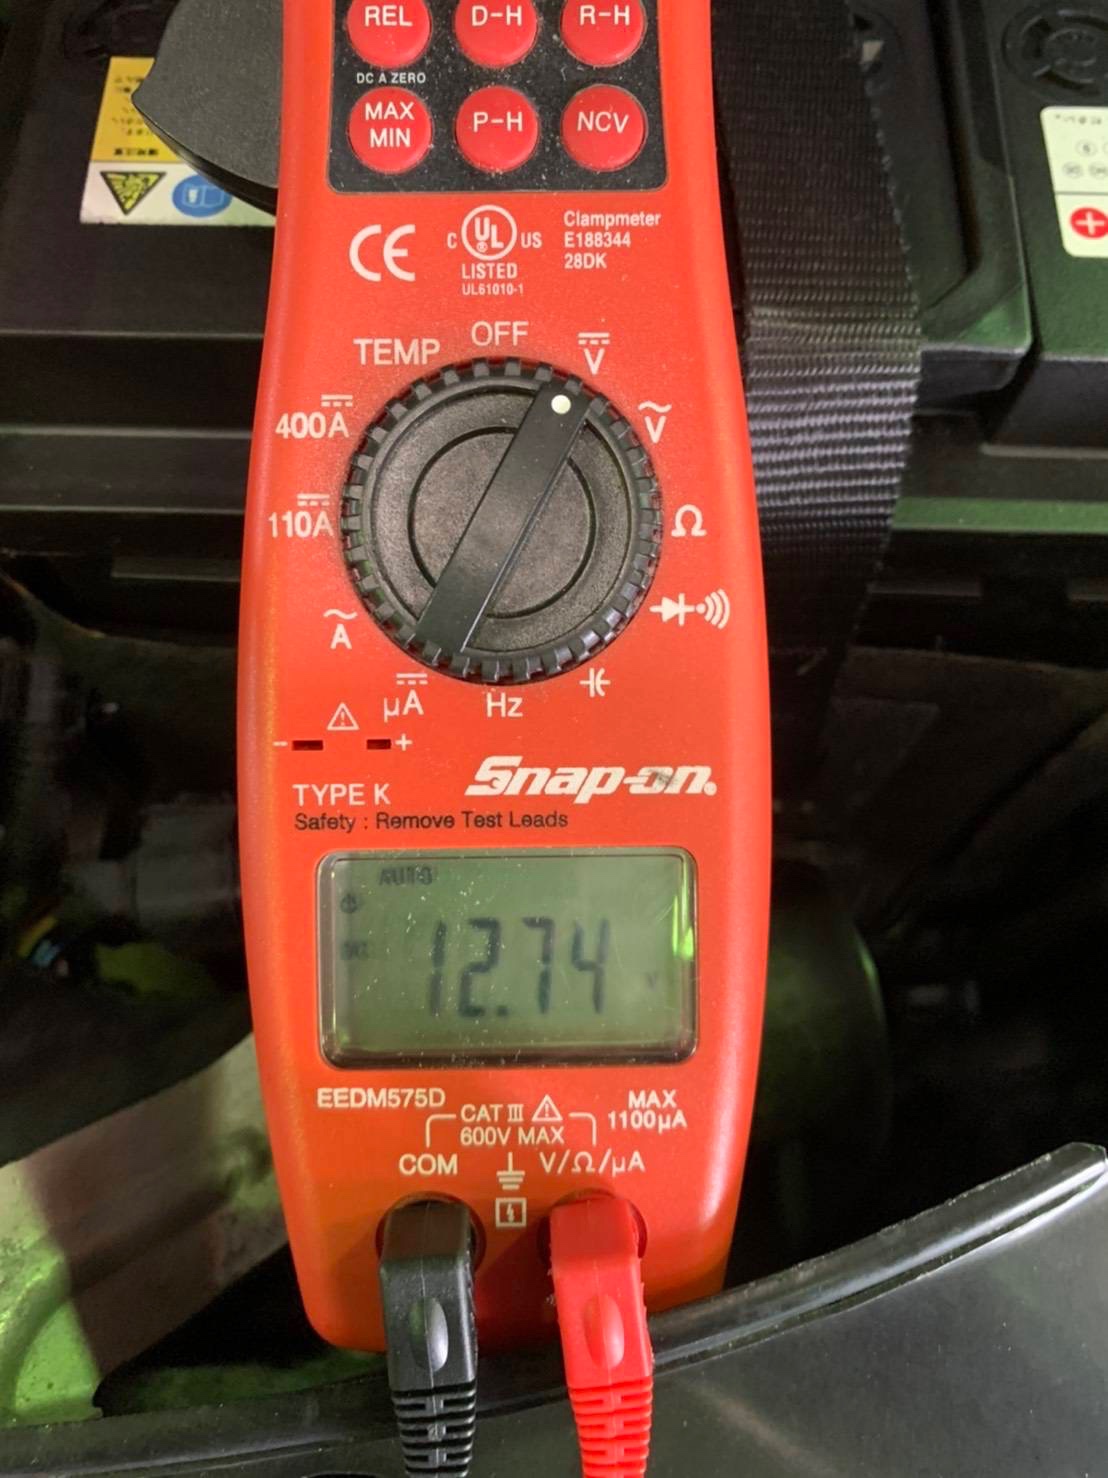 REL
D-H
R-H
DC A ZERO
MAX
MIN
P-H
NCV
CE
C UL US
LISTED
UL61010-1
Clampmeter
E188344
28DK
OFF
TEMP
V
400A
V
110A
Ω
A
μA
Hz
- +
TYPE K
Snap-on®
Safety : Remove Test Leads
AUTO
12.74
V
EEDM575D
CAT III
600V MAX
MAX
1100μA
COM
V/Ω/μA